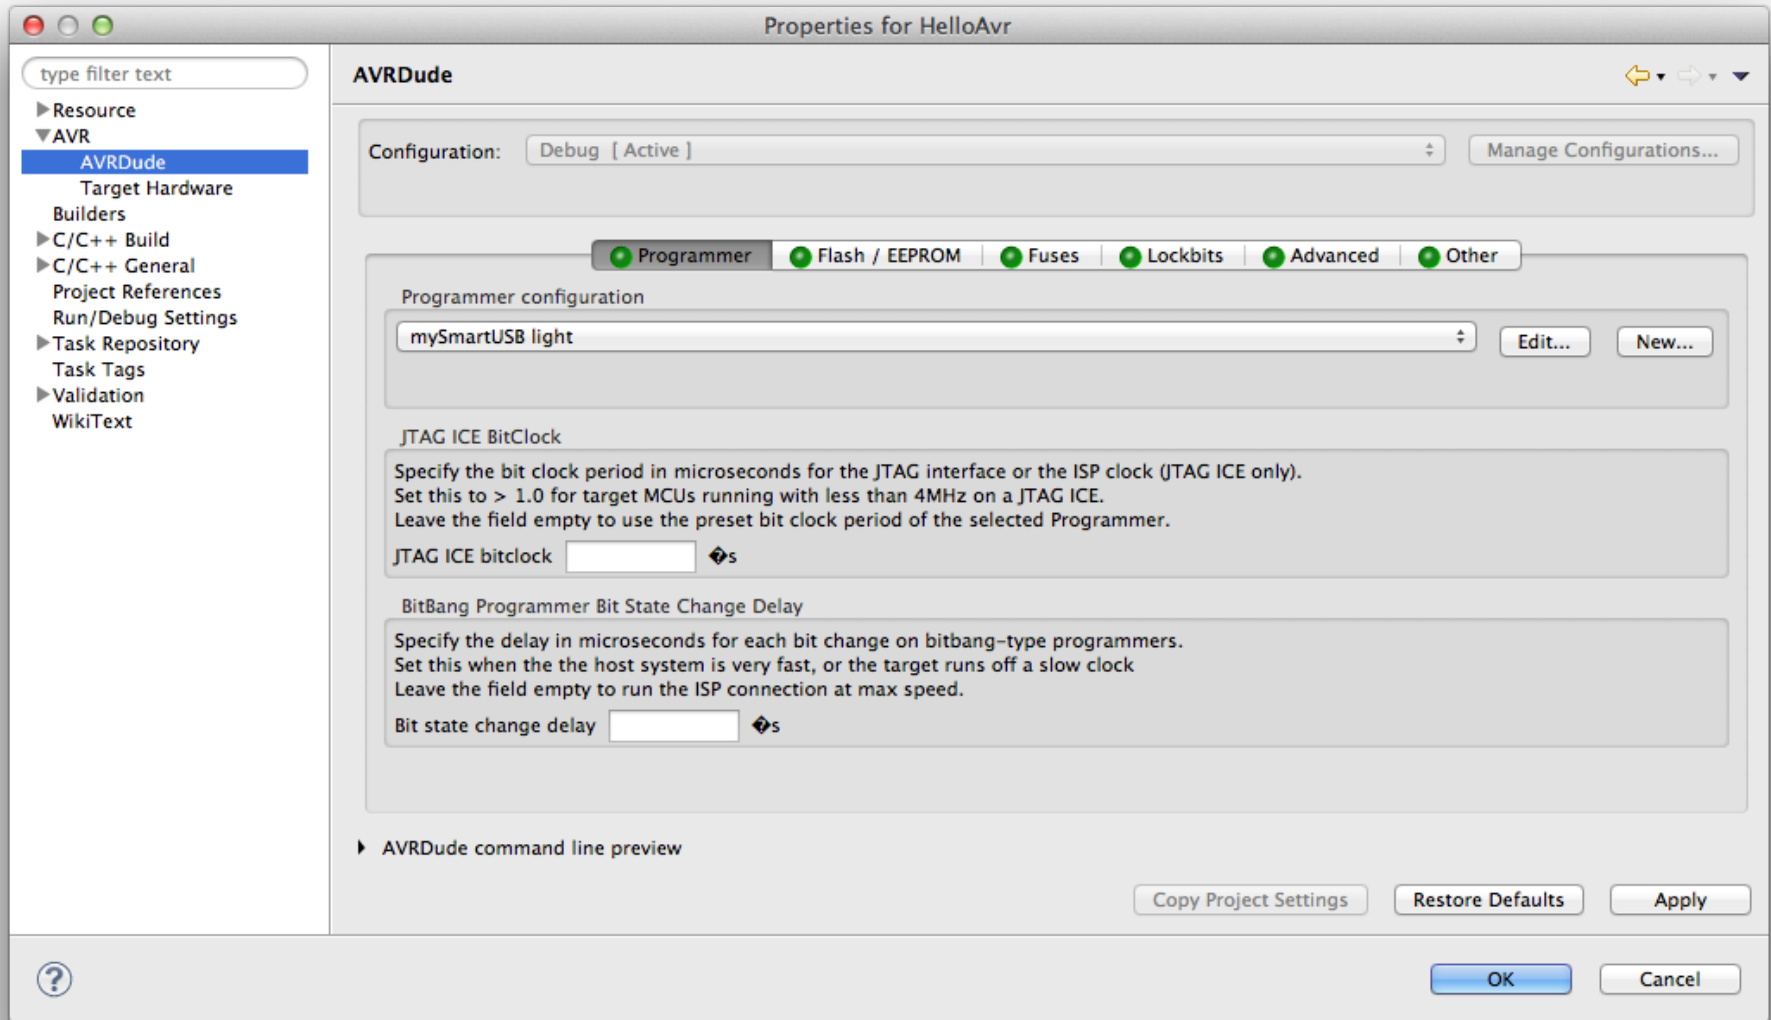 Properties for HelloAvr
type filter text
Resource
AVR
AVRDude
Target Hardware
Builders
C/C++ Build
C/C++ General
Project References
Run/Debug Settings
Task Repository
Task Tags
Validation
WikiText
AVRDude
Configuration: Debug [ Active ] Manage Configurations...
Programmer Flash / EEPROM Fuses Lockbits Advanced Other
Programmer configuration
mySmartUSB light Edit... New...
JTAG ICE BitClock
Specify the bit clock period in microseconds for the JTAG interface or the ISP clock (JTAG ICE only).
Set this to > 1.0 for target MCUs running with less than 4MHz on a JTAG ICE.
Leave the field empty to use the preset bit clock period of the selected Programmer.
JTAG ICE bitclock �s
BitBang Programmer Bit State Change Delay
Specify the delay in microseconds for each bit change on bitbang-type programmers.
Set this when the the host system is very fast, or the target runs off a slow clock
Leave the field empty to run the ISP connection at max speed.
Bit state change delay �s
AVRDude command line preview
Copy Project Settings Restore Defaults Apply
? OK Cancel